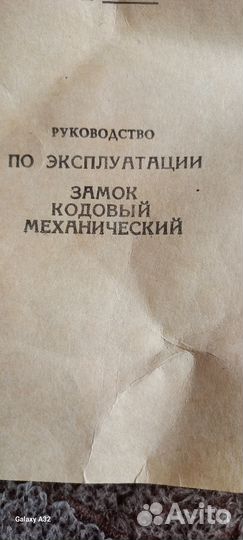 РУКОВОДСТВО
ПО ЭКСПЛУАТАЦИИ
ЗАМОК
КОДОВЫЙ
МЕХАНИЧЕСКИЙ
Galaxy A32
Avito